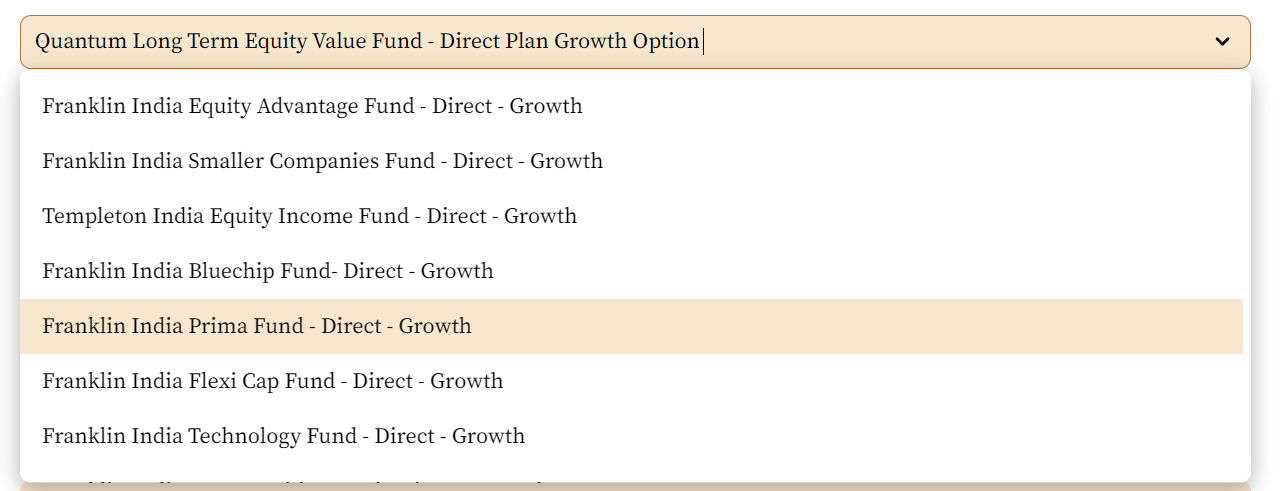 Quantum Long Term Equity Value Fund - Direct Plan Growth Option
Franklin India Equity Advantage Fund - Direct - Growth
Franklin India Smaller Companies Fund - Direct - Growth
Templeton India Equity Income Fund - Direct - Growth
Franklin India Bluechip Fund- Direct - Growth
Franklin India Prima Fund - Direct - Growth
Franklin India Flexi Cap Fund - Direct - Growth
Franklin India Technology Fund - Direct - Growth